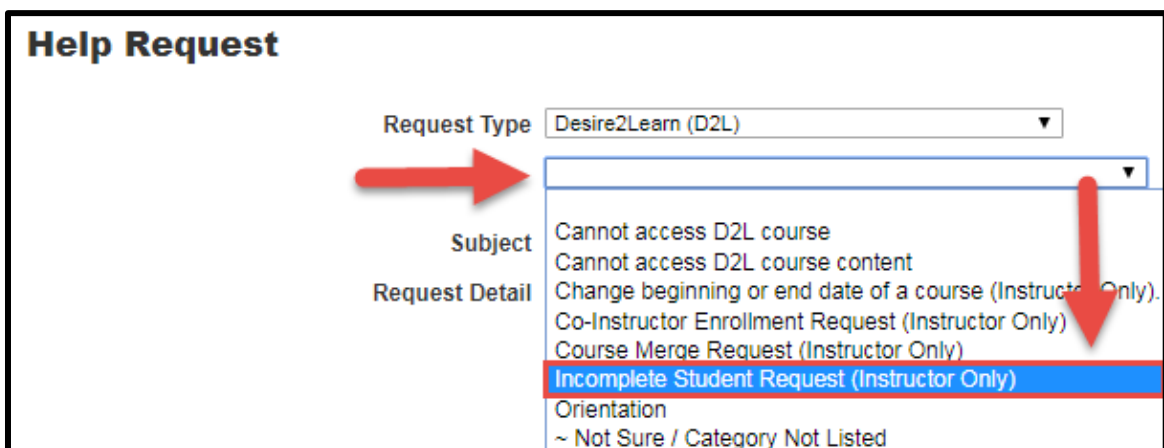 Help Request
Request Type Desire2Learn (D2L)
Subject
Cannot access D2L course
Cannot access D2L course content
Request Detail
Change beginning or end date of a course (Instructor Only).
Co-Instructor Enrollment Request (Instructor Only)
Course Merge Request (Instructor Only)
Incomplete Student Request (Instructor Only)
Orientation
~ Not Sure / Category Not Listed